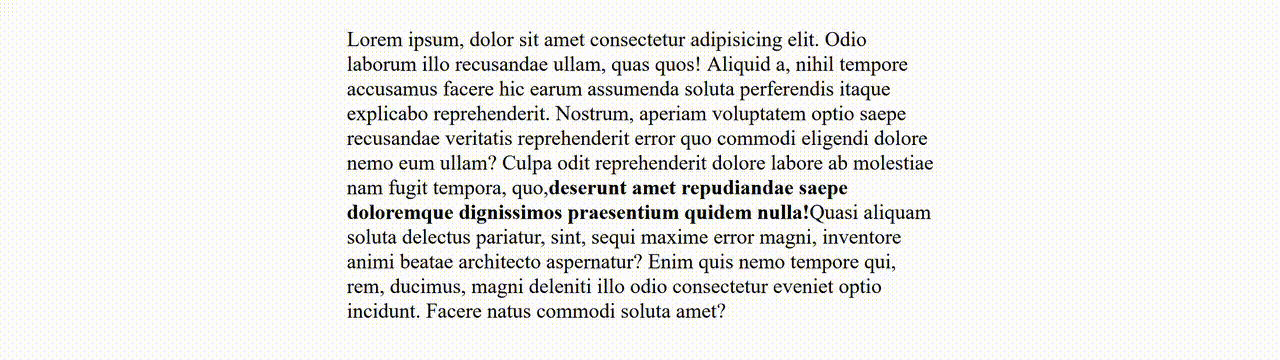 Lorem ipsum, dolor sit amet consectetur adipisicing elit. Odio
laborum illo recusandae ullam, quas quos! Aliquid a, nihil tempore
accusamus facere hic earum assumenda soluta perferendis itaque
explicabo reprehenderit. Nostrum, aperiam voluptatem optio saepe
recusandae veritatis reprehenderit error quo commodi eligendi dolore
nemo eum ullam? Culpa odit reprehenderit dolore labore ab molestiae
nam fugit tempora, quo,deserunt amet repudiandae saepe
doloremque dignissimos praesentium quidem nulla!Quasi aliquam
soluta delectus pariatur, sint, sequi maxime error magni, inventore
animi beatae architecto aspernatur? Enim quis nemo tempore qui,
rem, ducimus, magni deleniti illo odio consectetur eveniet optio
incidunt. Facere natus commodi soluta amet?